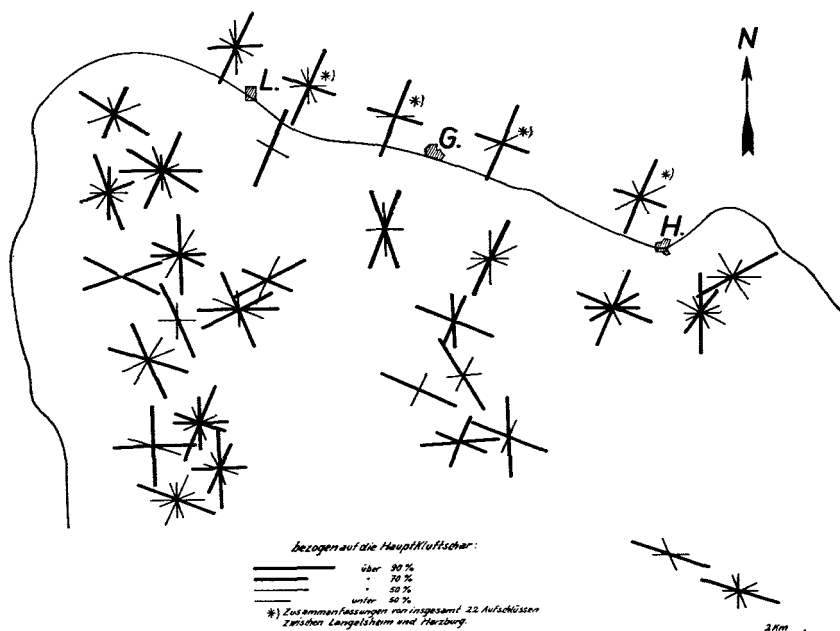 N
L.
*)
*)
G.
*)
*)
H.
bezogen auf die Hauptkluftschar:
über 90 %
" 70 %
" 50 %
unter 50 %
*) Zusammenfassungen von insgesamt 22 Aufschlüssen
zwischen Langelsheim und Harzburg.
2 Km